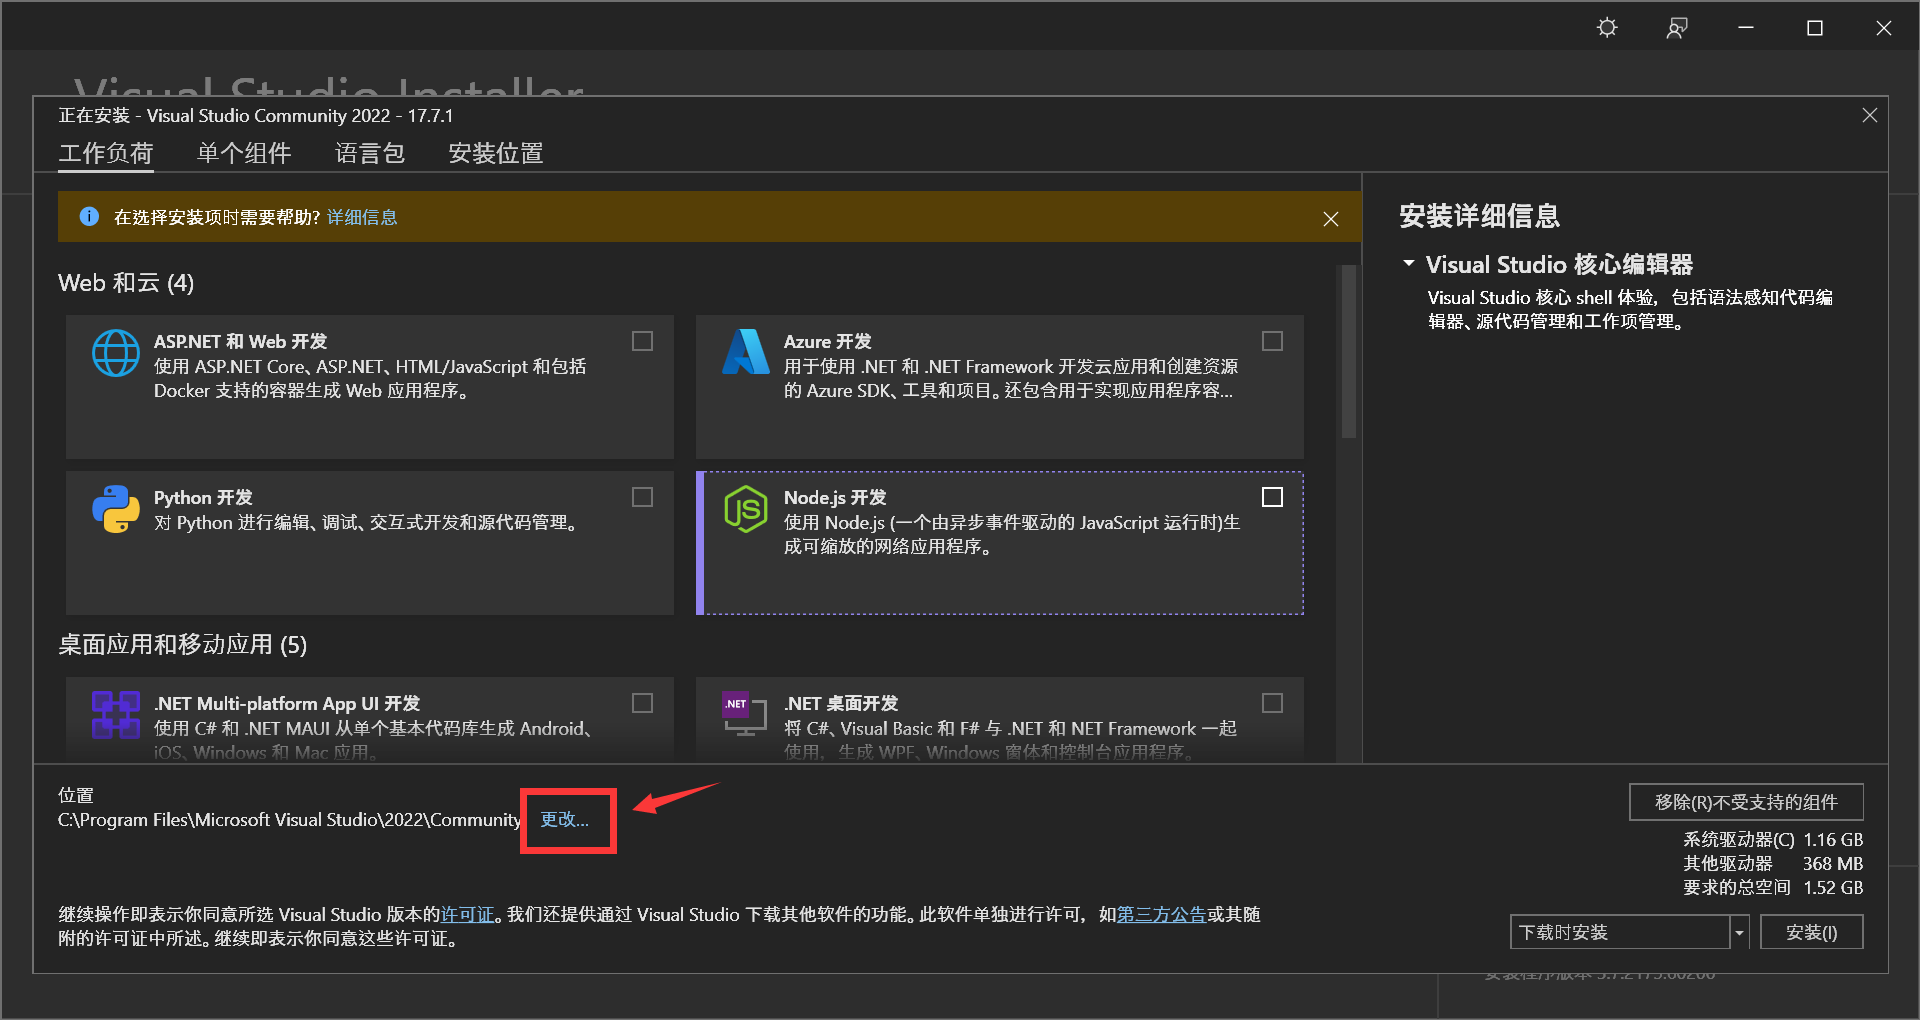 Visual Studio Installer
正在安装 - Visual Studio Community 2022 - 17.7.1
工作负荷 单个组件 语言包 安装位置
在选择安装项时需要帮助? 详细信息
Web 和云 (4)
ASP.NET 和 Web 开发
使用 ASP.NET Core、ASP.NET、HTML/JavaScript 和包括
Docker 支持的容器生成 Web 应用程序。
Azure 开发
用于使用 .NET 和 .NET Framework 开发云应用和创建资源
的 Azure SDK、工具和项目。还包含用于实现应用程序容...
Python 开发
对 Python 进行编辑、调试、交互式开发和源代码管理。
JS
Node.js 开发
使用 Node.js (一个由异步事件驱动的 JavaScript 运行时)生
成可缩放的网络应用程序。
桌面应用和移动应用 (5)
.NET Multi-platform App UI 开发
使用 C# 和 .NET MAUI 从单个基本代码库生成 Android、
iOS、Windows 和 Mac 应用。
.NET
.NET 桌面开发
将 C#、Visual Basic 和 F# 与 .NET 和 .NET Framework 一起
使用，生成 WPF、Windows 窗体和控制台应用程序。
安装详细信息
Visual Studio 核心编辑器
Visual Studio 核心 shell 体验，包括语法感知代码编
辑器、源代码管理和工作项管理。
位置
C:\Program Files\Microsoft Visual Studio\2022\Community 更改...
继续操作即表示你同意所选 Visual Studio 版本的许可证。我们还提供通过 Visual Studio 下载其他软件的功能。此软件单独进行许可，如第三方公告或其随
附的许可证中所述。继续即表示你同意这些许可证。
移除(R)不受支持的组件
系统驱动器(C) 1.16 GB
其他驱动器 368 MB
要求的总空间 1.52 GB
下载时安装 安装(I)